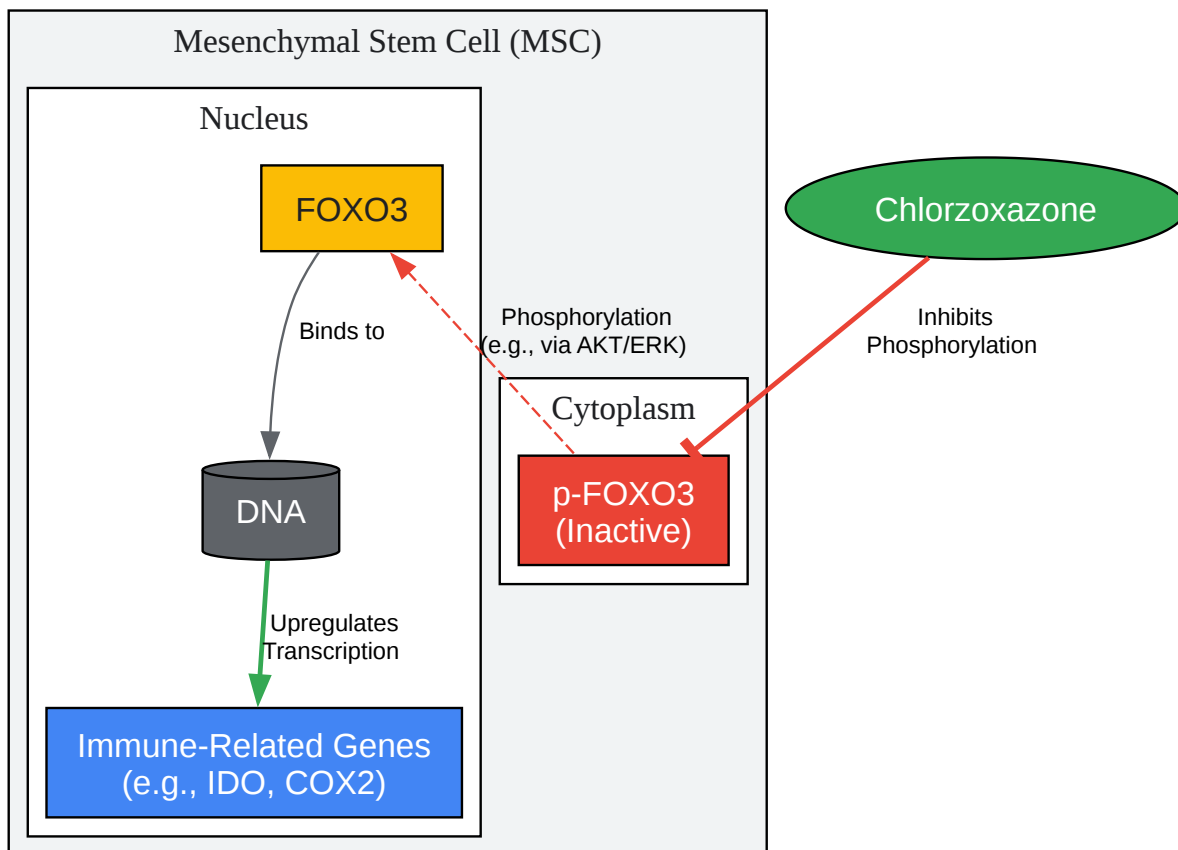 Mesenchymal Stem Cell (MSC)
Nucleus
FOXO3
Chlorzoxazone
Binds to
Phosphorylation
(e.g., via AKT/ERK)
Inhibits
Phosphorylation
Cytoplasm
p-FOXO3
(Inactive)
DNA
Upregulates
Transcription
Immune-Related Genes
(e.g., IDO, COX2)